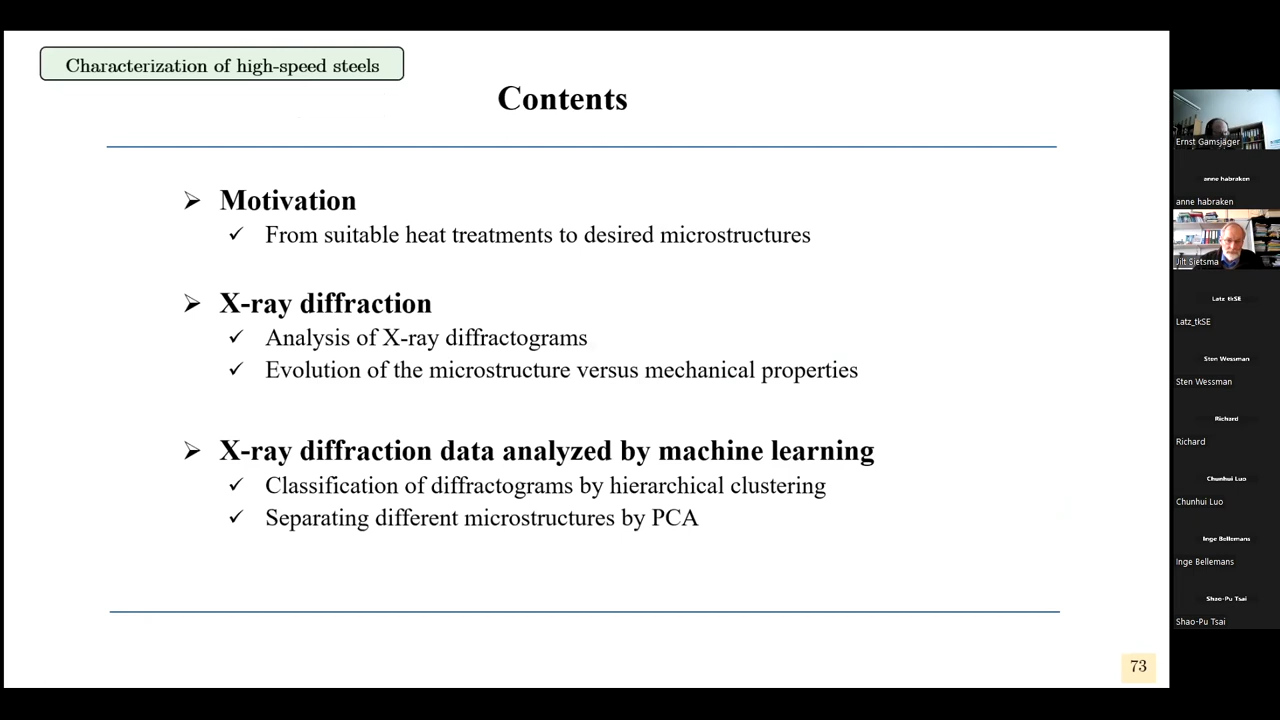 Characterization of high-speed steels
Contents
Motivation
From suitable heat treatments to desired microstructures
X-ray diffraction
Analysis of X-ray diffractograms
Evolution of the microstructure versus mechanical properties
X-ray diffraction data analyzed by machine learning
Classification of diffractograms by hierarchical clustering
Separating different microstructures by PCA
73
Ernst Gamsjäger
anne habraken
anne habraken
Jilt Sietsma
Latz_tkSE
Latz_tkSE
Sten Wessman
Sten Wessman
Richard
Richard
Chunhui Luo
Chunhui Luo
Inge Bellemans
Inge Bellemans
Shao-Pu Tsai
Shao-Pu Tsai